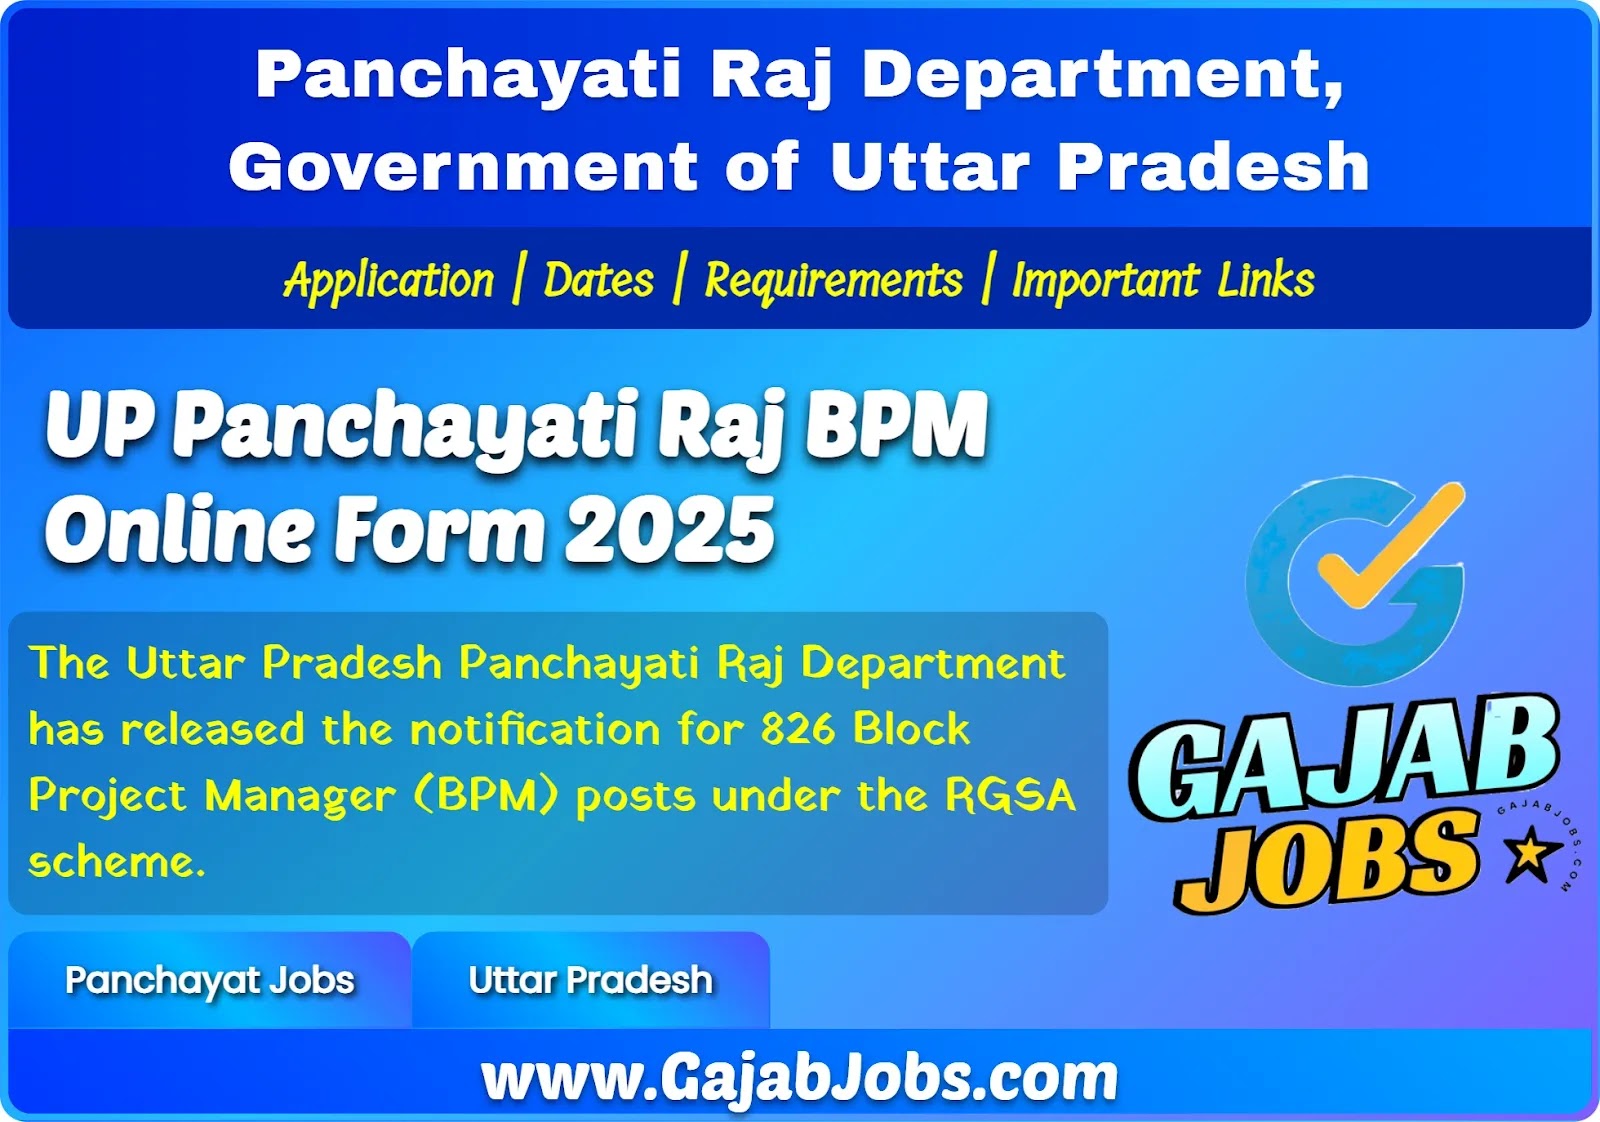 Panchayati Raj Department,
Government of Uttar Pradesh
Application | Dates | Requirements | Important Links
UP Panchayati Raj BPM
Online Form 2025
The Uttar Pradesh Panchayati Raj Department
has released the notification for 826 Block
Project Manager (BPM) posts under the RGSA
scheme.
GAJAB
JOBS
GAJABJOBS.COM
Panchayat Jobs
Uttar Pradesh
www.GajabJobs.com